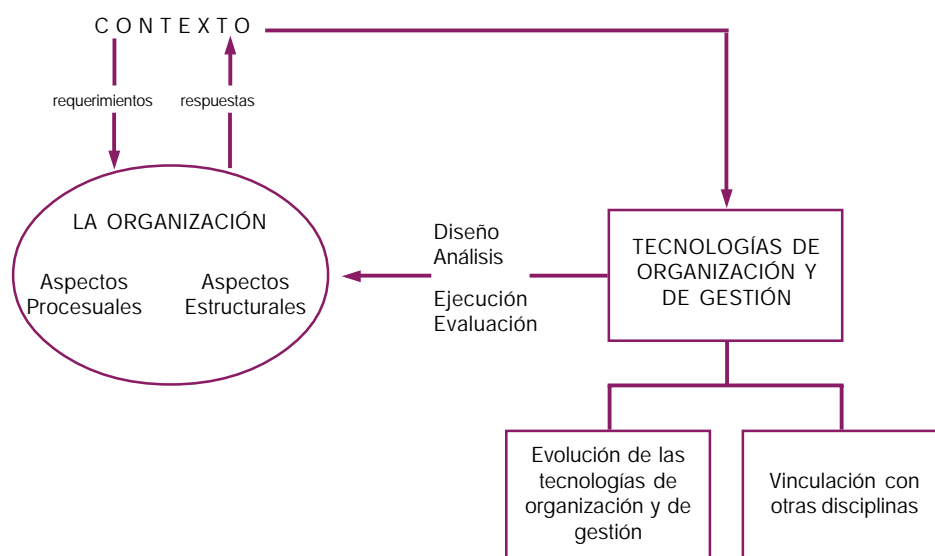 CONTEXTO
requerimientos
respuestas
LA ORGANIZACIÓN
Aspectos
Procesuales
Aspectos
Estructurales
Diseño
Análisis
Ejecución
Evaluación
TECNOLOGÍAS DE
ORGANIZACIÓN Y
DE GESTIÓN
Evolución de las
tecnologías de
organización y de
gestión
Vinculación con
otras disciplinas